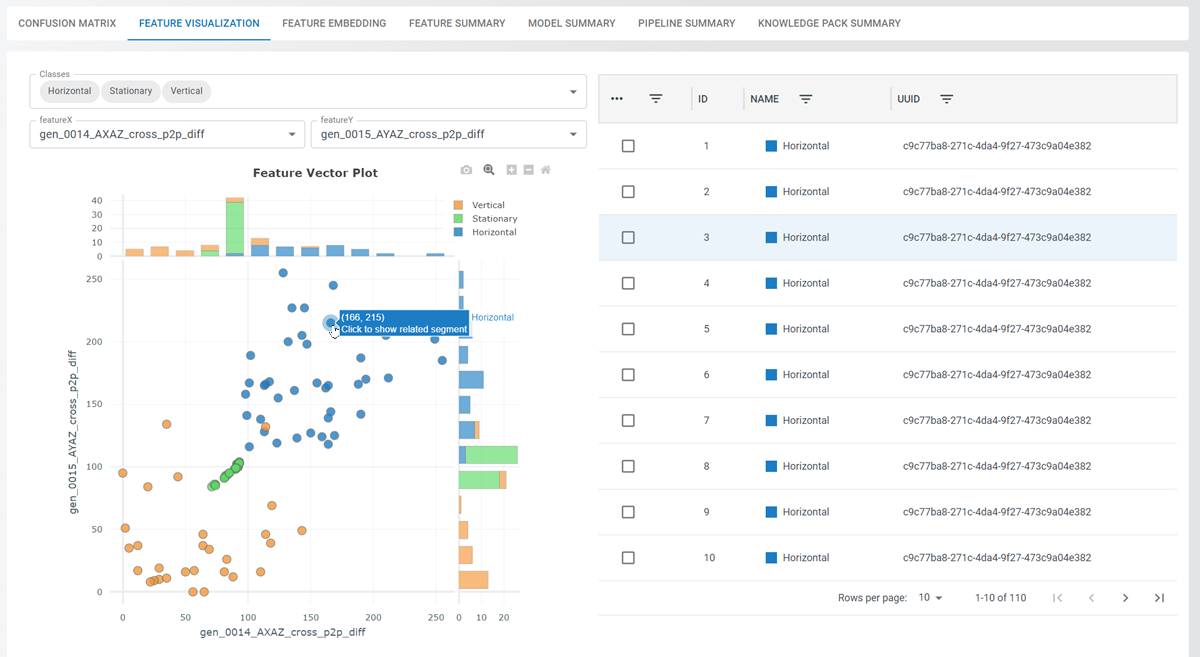 CONFUSION MATRIX FEATURE VISUALIZATION FEATURE EMBEDDING FEATURE SUMMARY MODEL SUMMARY PIPELINE SUMMARY KNOWLEDGE PACK SUMMARY
Classes
Horizontal Stationary Vertical
featureX featureY
gen_0014_AXAZ_cross_p2p_diff gen_0015_AYAZ_cross_p2p_diff
Feature Vector Plot
40
30
20
10
0
Vertical
Stationary
Horizontal
250
200
150
100
50
0
gen_0015_AYAZ_cross_p2p_diff
(166, 215) Horizontal
Click to show related segment
0 50 100 150 200 250 0 10 20
gen_0014_AXAZ_cross_p2p_diff
ID NAME UUID
1 Horizontal c9c77ba8-271c-4da4-9f27-473c9a04e382
2 Horizontal c9c77ba8-271c-4da4-9f27-473c9a04e382
3 Horizontal c9c77ba8-271c-4da4-9f27-473c9a04e382
4 Horizontal c9c77ba8-271c-4da4-9f27-473c9a04e382
5 Horizontal c9c77ba8-271c-4da4-9f27-473c9a04e382
6 Horizontal c9c77ba8-271c-4da4-9f27-473c9a04e382
7 Horizontal c9c77ba8-271c-4da4-9f27-473c9a04e382
8 Horizontal c9c77ba8-271c-4da4-9f27-473c9a04e382
9 Horizontal c9c77ba8-271c-4da4-9f27-473c9a04e382
10 Horizontal c9c77ba8-271c-4da4-9f27-473c9a04e382
Rows per page: 10 1-10 of 110